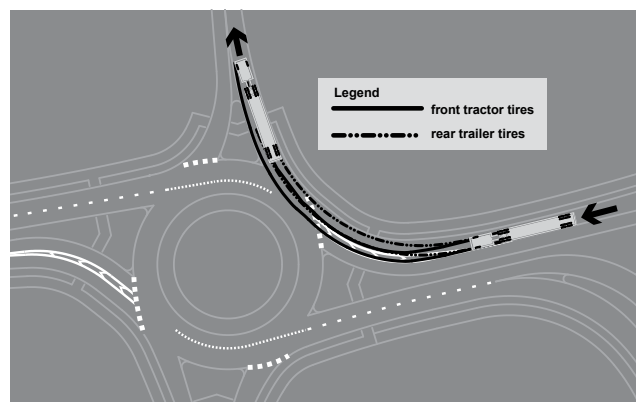 Legend
front tractor tires
rear trailer tires